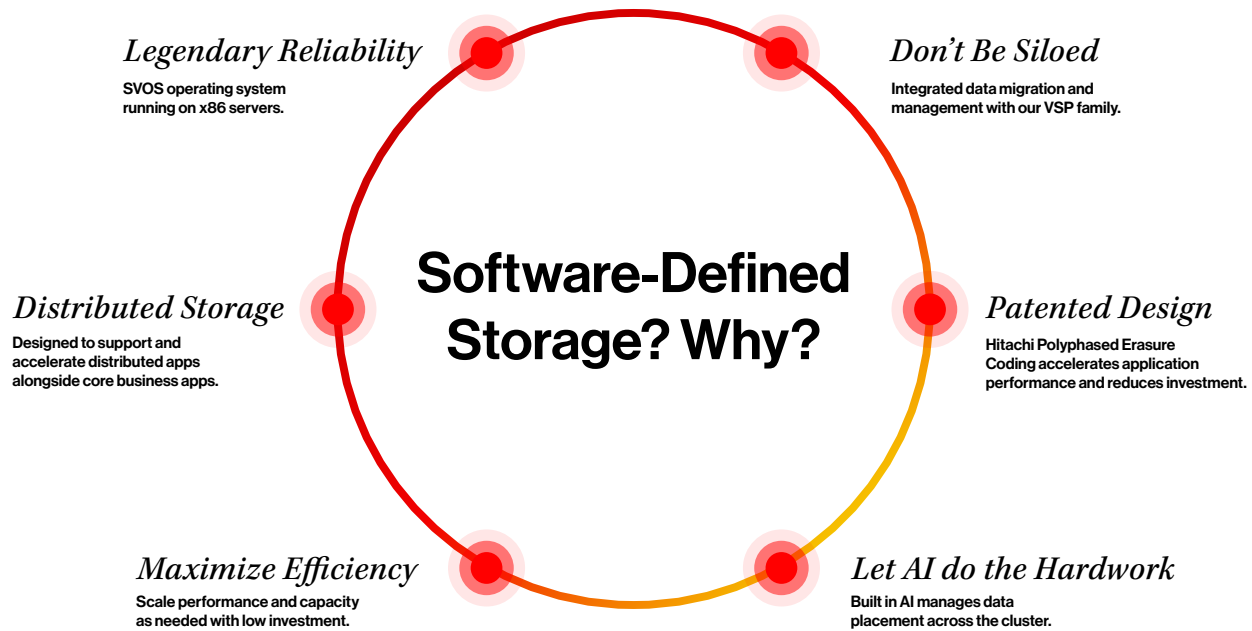 Legendary Reliability
SVOS operating system
running on x86 servers.
Don’t Be Siloed
Integrated data migration and
management with our VSP family.
Software-Defined
Storage? Why?
Distributed Storage
Designed to support and
accelerate distributed apps
alongside core business apps.
Patented Design
Hitachi Polyphased Erasure
Coding accelerates application
performance and reduces investment.
Maximize Efficiency
Scale performance and capacity
as needed with low investment.
Let AI do the Hardwork
Built in AI manages data
placement across the cluster.